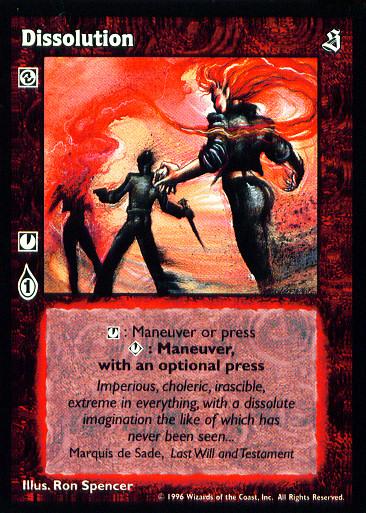 Dissolution
1
: Maneuver or press
: Maneuver,
with an optional press
Imperious, choleric, irascible,
extreme in everything, with a dissolute
imagination the like of which has
never been seen...
Marquis de Sade, Last Will and Testament
Illus. Ron Spencer
© 1996 Wizards of the Coast, Inc. All Rights Reserved.